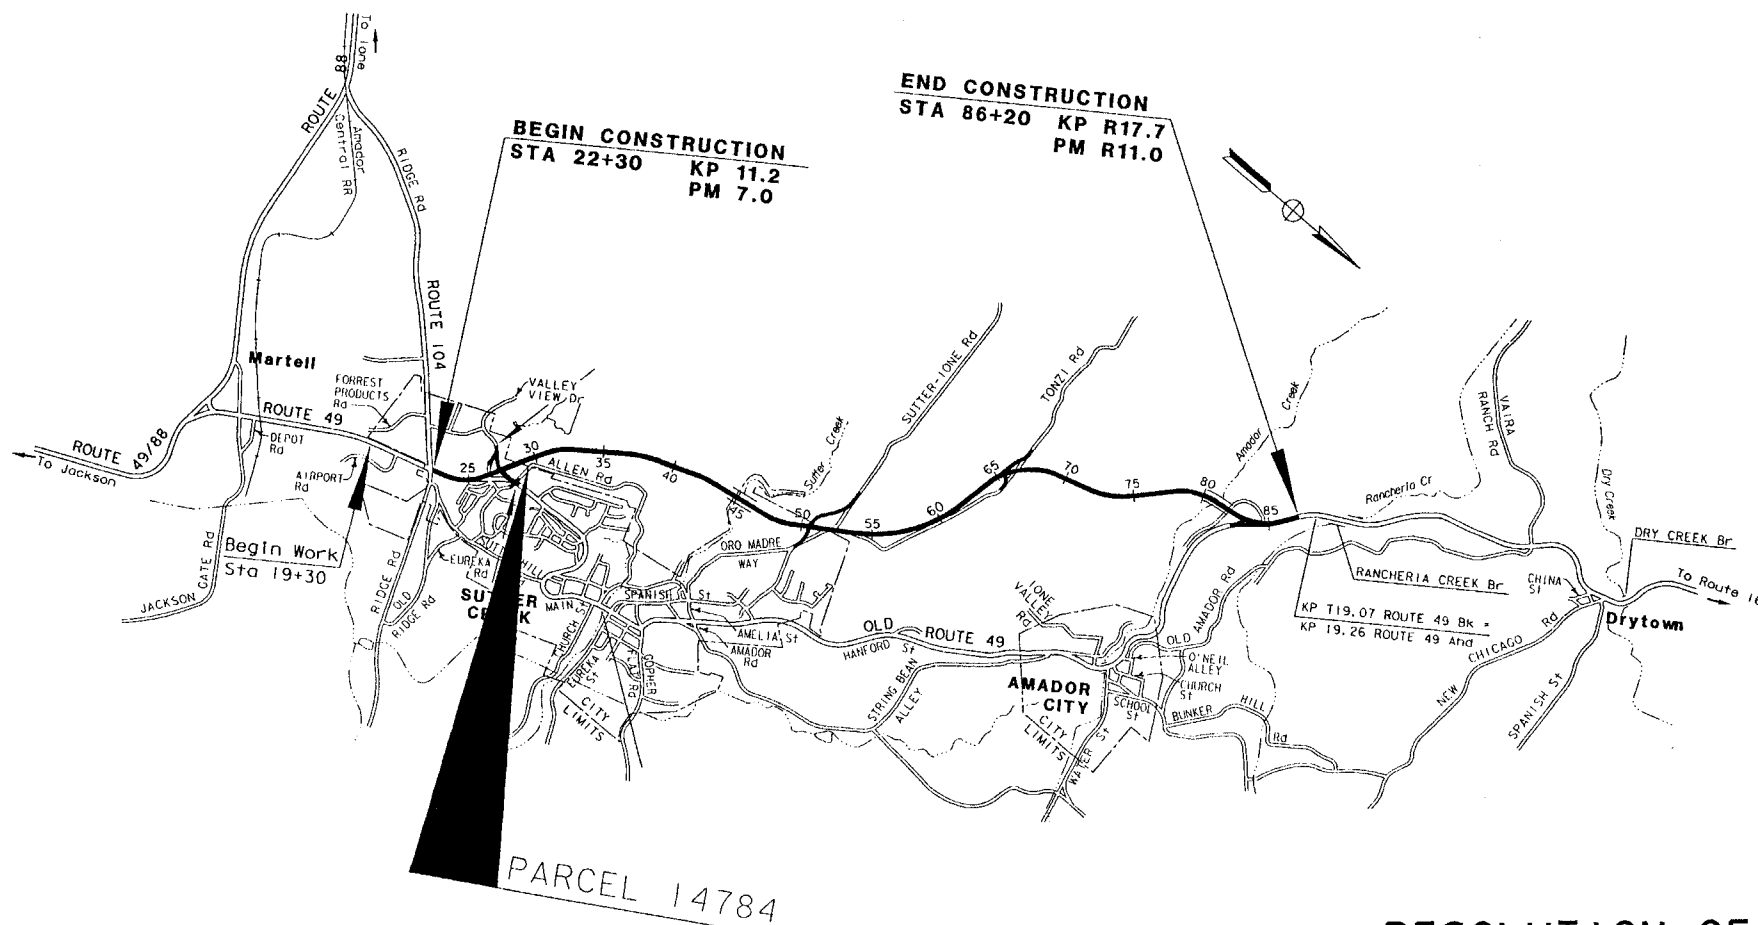 To Ione
ROUTE 88
Amador
Central RR
RIDGE Rd
ROUTE 104
BEGIN CONSTRUCTION
STA 22+30 KP 11.2
PM 7.0
END CONSTRUCTION
STA 86+20 KP R17.7
PM R11.0
Martell
FORREST
PRODUCTS
Rd
ROUTE 49
DEPOT
Rd
AIRPORT
Rd
ROUTE 49/88
To Jackson
JACKSON GATE Rd
Begin Work
Sta 19+30
RIDGE Rd
OLD
RIDGE Rd
EUREKA
Rd
VALLEY
VIEW Dr
25
30
35
40
45
50
55
60
65
70
75
80
85
ALLEN Rd
Sutter Creek
SUTTER-IONE Rd
TONZI Rd
Amador
Creek
Rancheria Cr
VAIRA
RANCH Rd
Dry Creek
DRY CREEK Br
To Route 16
CHINA
St
Drytown
RANCHERIA CREEK Br
KP T19.07 ROUTE 49 Bk =
KP 19.26 ROUTE 49 Ahd
NEW CHICAGO Rd
SPANISH St
ORO MADRE
WAY
HILL
MAIN
SPANISH St
CHURCH St
EUREKA
St
GOPHER
AMELIA St
AMADOR
Rd
CITY
LIMITS
OLD ROUTE 49
HANFORD St
STRING BEAN
ALLEY
IONE
VALLEY
Rd
AMADOR
CITY
CITY
LIMITS
WATER St
SCHOOL
St
OLD AMADOR Rd
O'NEIL
ALLEY
CHURCH
St
BUNKER HILL Rd
PARCEL 14784